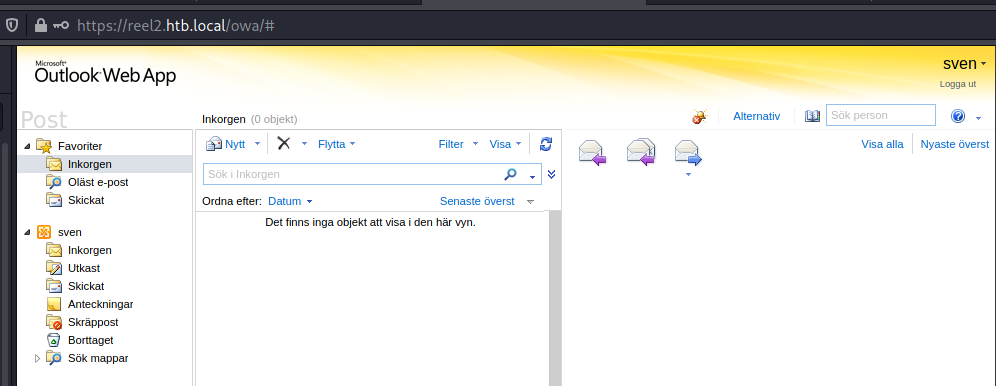 https://reel2.htb.local/owa/#
Microsoft®
Outlook Web App
sven
Logga ut
Post
Inkorgen (0 objekt)
Alternativ
Sök person
Favoriter
Inkorgen
Oläst e-post
Skickat
sven
Inkorgen
Utkast
Skickat
Anteckningar
Skräppost
Borttaget
Sök mappar
Nytt
Flytta
Filter
Visa
Sök i Inkorgen
Ordna efter: Datum
Senaste överst
Det finns inga objekt att visa i den här vyn.
Visa alla
Nyaste överst